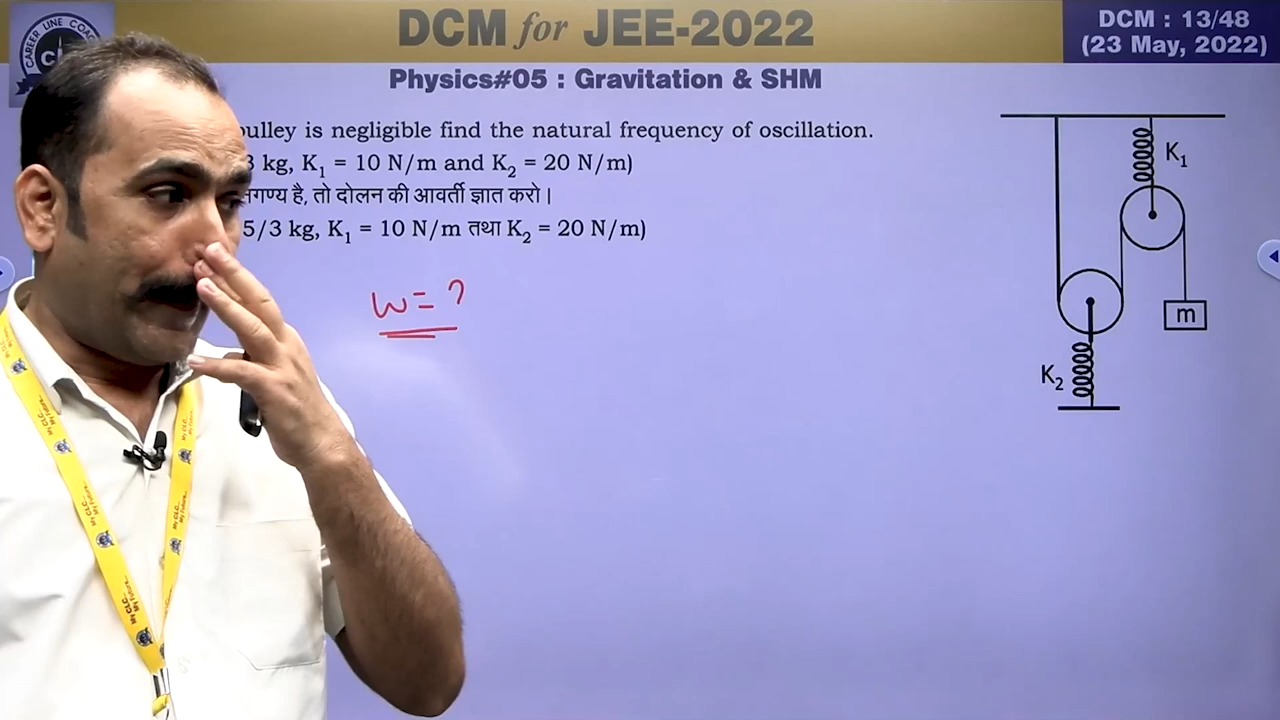 DCM for JEE-2022
DCM : 13/48
(23 May, 2022)
CAREER LINE
Physics#05 : Gravitation & SHM
pulley is negligible find the natural frequency of oscillation.
3 kg, K₁ = 10 N/m and K₂ = 20 N/m)
है, तो दोलन की आवर्ती ज्ञात करो।
5/3 kg, K₁ = 10 N/m तथा K₂ = 20 N/m)
w = ?
K₁
m
K₂